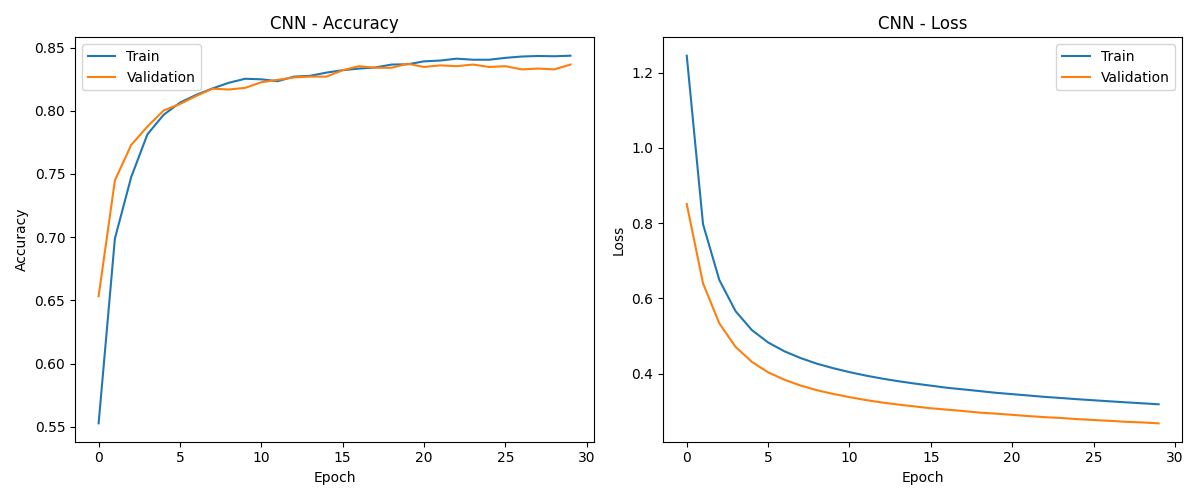 CNN - Accuracy
0.85
0.80
0.75
0.70
0.65
0.60
0.55
Accuracy
Train
Validation
0 5 10 15 20 25 30
Epoch
CNN - Loss
1.2
1.0
0.8
0.6
0.4
Loss
Train
Validation
0 5 10 15 20 25 30
Epoch